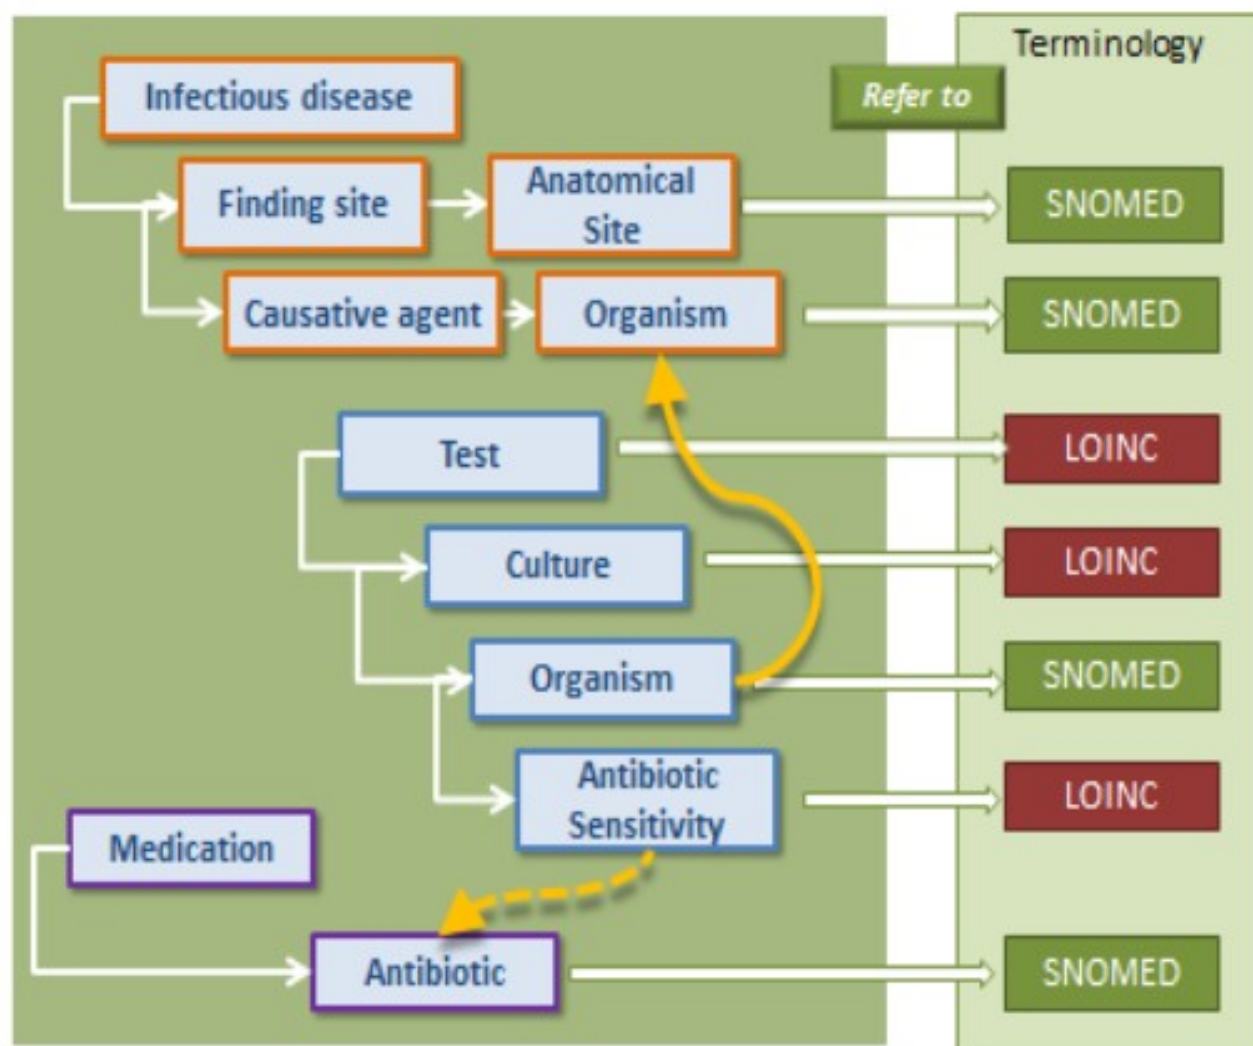 Terminology
Infectious disease
Refer to
Finding site
Anatomical
Site
SNOMED
Causative agent
Organism
SNOMED
Test
LOINC
Culture
LOINC
Organism
SNOMED
Antibiotic
Sensitivity
LOINC
Medication
Antibiotic
SNOMED